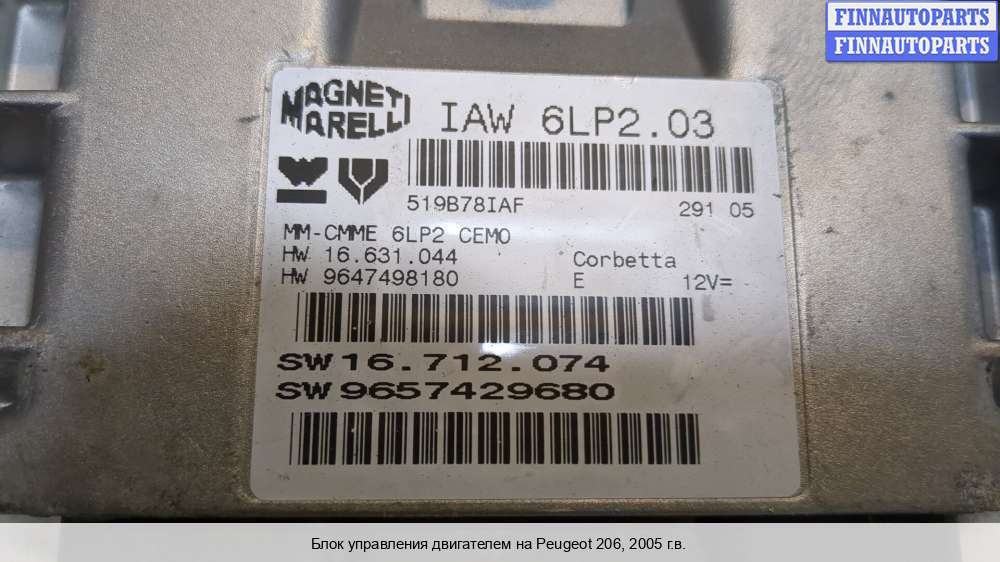 FINNAUTOPARTS
FINNAUTOPARTS
MAGNETI
MARELLI
IAW 6LP2.03
519B78IAF 291 05
MM-CMME 6LP2 CEMO
HW 16.631.044 Corbetta
HW 9647498180 E 12V=
SW 16.712.074
SW 9657429680
Блок управления двигателем на Peugeot 206, 2005 г.в.